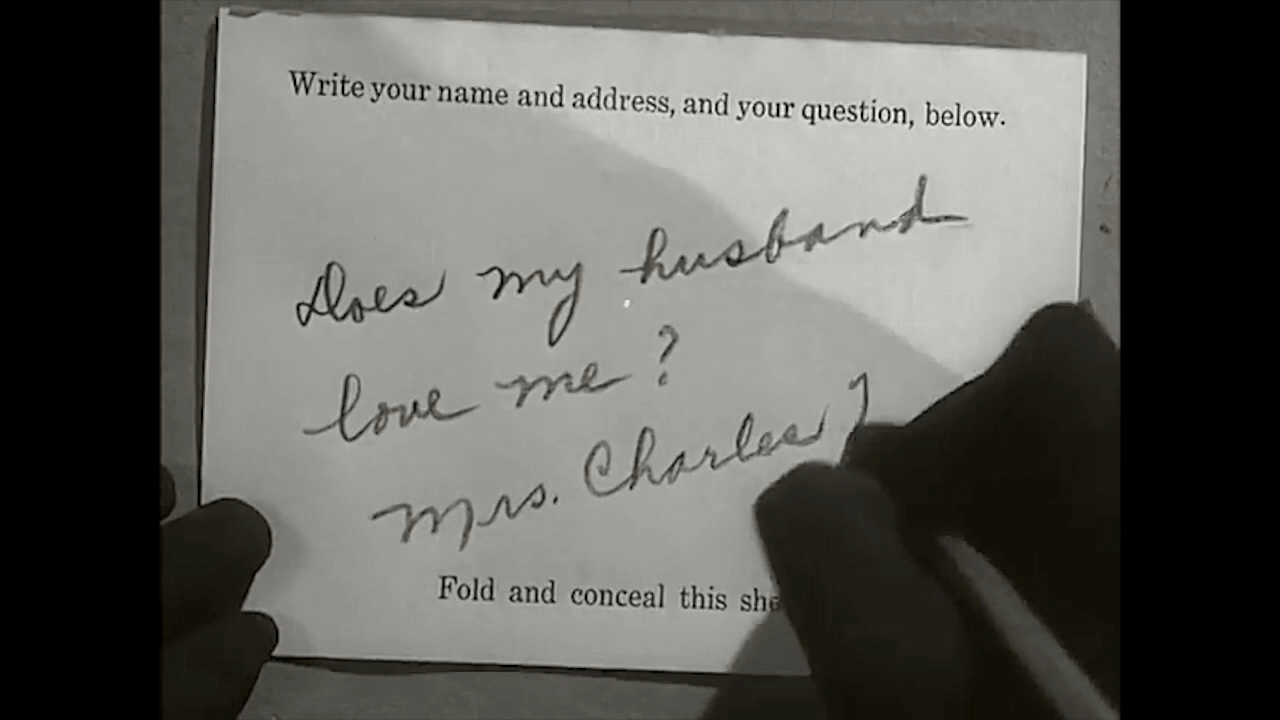 Write your name and address, and your question, below.
Does my husband
love me?
Mrs. Charles
Fold and conceal this